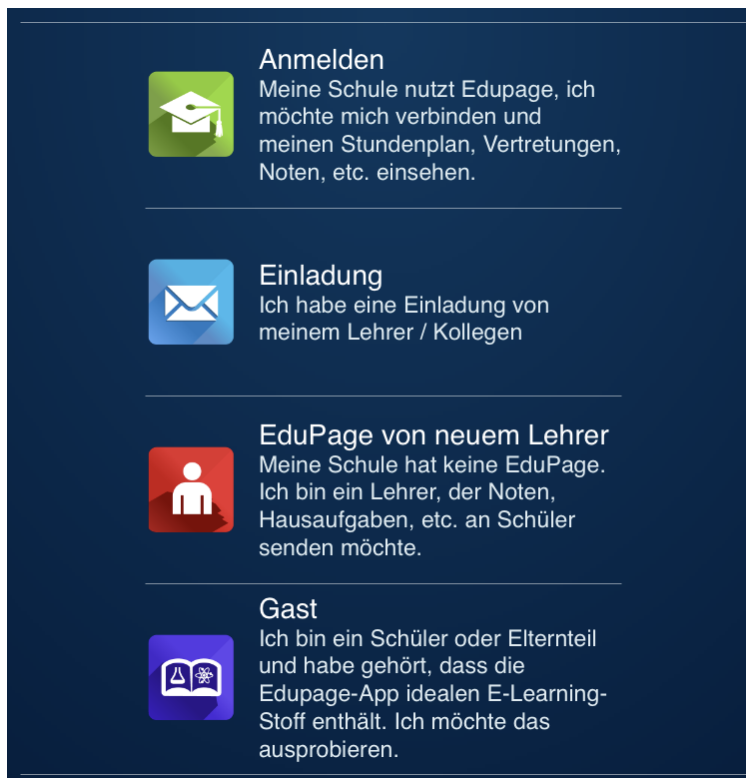 Anmelden
Meine Schule nutzt Edupage, ich
möchte mich verbinden und
meinen Stundenplan, Vertretungen,
Noten, etc. einsehen.
Einladung
Ich habe eine Einladung von
meinem Lehrer / Kollegen
EduPage von neuem Lehrer
Meine Schule hat keine EduPage.
Ich bin ein Lehrer, der Noten,
Hausaufgaben, etc. an Schüler
senden möchte.
Gast
Ich bin ein Schüler oder Elternteil
und habe gehört, dass die
Edupage-App idealen E-Learning-
Stoff enthält. Ich möchte das
ausprobieren.